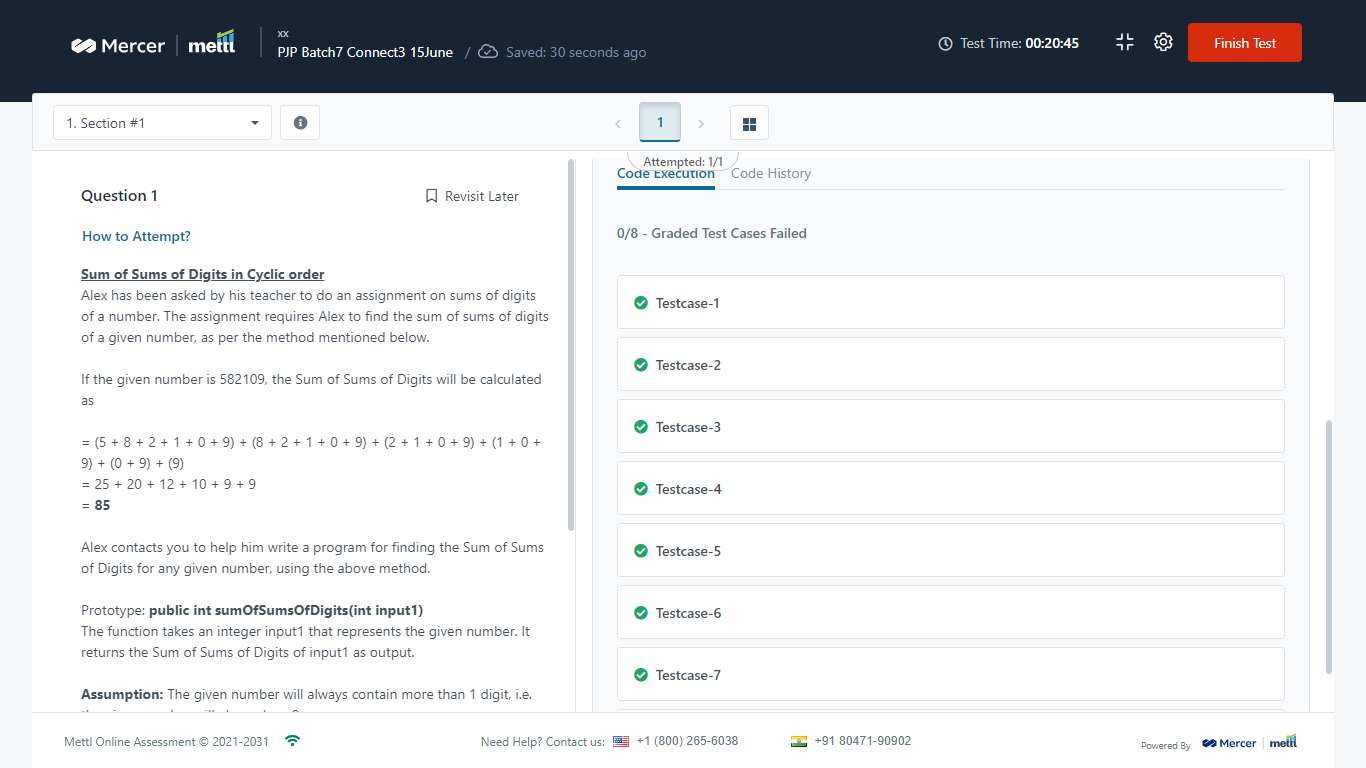 Mercer | mettl
xx
PJP Batch7 Connect3 15June / Saved: 30 seconds ago
Test Time: 00:20:45
Finish Test
1. Section #1
1
Attempted: 1/1
Question 1
Revisit Later
How to Attempt?
Sum of Sums of Digits in Cyclic order
Alex has been asked by his teacher to do an assignment on sums of digits
of a number. The assignment requires Alex to find the sum of sums of digits
of a given number, as per the method mentioned below.
If the given number is 582109, the Sum of Sums of Digits will be calculated
as
= (5 + 8 + 2 + 1 + 0 + 9) + (8 + 2 + 1 + 0 + 9) + (2 + 1 + 0 + 9) + (1 + 0 +
9) + (0 + 9) + (9)
= 25 + 20 + 12 + 10 + 9 + 9
= 85
Alex contacts you to help him write a program for finding the Sum of Sums
of Digits for any given number, using the above method.
Prototype: public int sumOfSumsOfDigits(int input1)
The function takes an integer input1 that represents the given number. It
returns the Sum of Sums of Digits of input1 as output.
Assumption: The given number will always contain more than 1 digit, i.e.
Code Execution
Code History
0/8 - Graded Test Cases Failed
Testcase-1
Testcase-2
Testcase-3
Testcase-4
Testcase-5
Testcase-6
Testcase-7
Mettl Online Assessment © 2021-2031
Need Help? Contact us:
+1 (800) 265-6038
+91 80471-90902
Powered By
Mercer | mettl